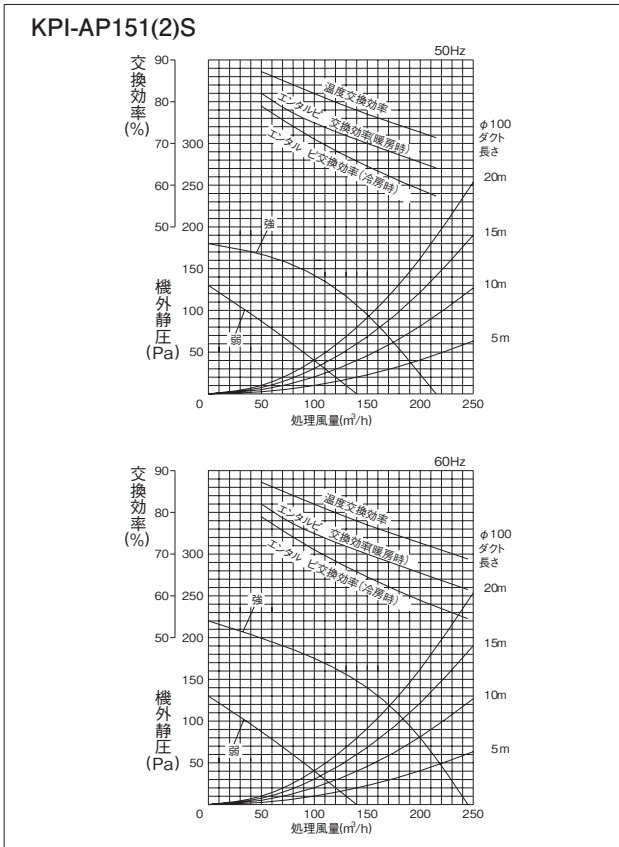 KPI-AP151(2)S
50Hz
交換効率
(%)
90
80
70
60
50
温度交換効率
エンタルピ 交換効率(暖房時)
エンタル ピ交換効率(冷房時)
φ100
ダクト
長さ
20m
15m
10m
5m
300
250
200
150
100
50
機外静圧
(Pa)
強
弱
0
50
100
150
200
250
処理風量(m³/h)
60Hz
交換効率
(%)
90
80
70
60
50
温度交換効率
エンタルピ 交換効率(暖房時)
エンタル ピ交換効率(冷房時)
φ100
ダクト
長さ
20m
15m
10m
5m
300
250
200
150
100
50
機外静圧
(Pa)
強
弱
0
50
100
150
200
250
処理風量(m³/h)